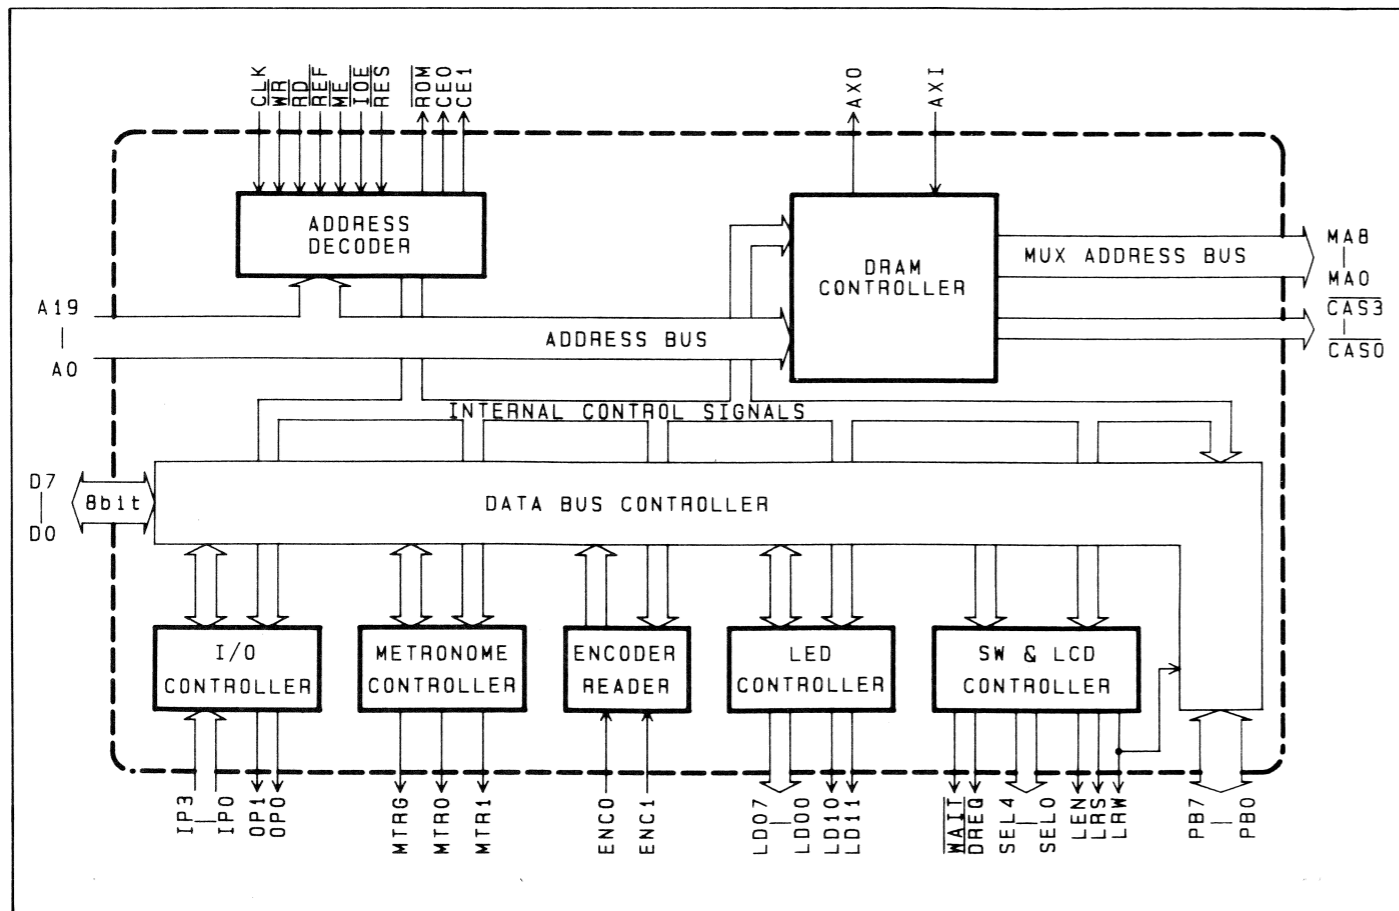 CLK
WR
RD
REF
ME
IOE
RES
ROM
CE0
CE1
AX0
AXI
ADDRESS
DECODER
DRAM
CONTROLLER
MUX ADDRESS BUS
MA8
MA0
CAS3
CAS0
A19
A0
ADDRESS BUS
INTERNAL CONTROL SIGNALS
D7
D0
8bit
DATA BUS CONTROLLER
I/O
CONTROLLER
METRONOME
CONTROLLER
ENCODER
READER
LED
CONTROLLER
SW & LCD
CONTROLLER
IP3
IP0
OP1
OP0
MTRG
MTR0
MTR1
ENC0
ENC1
LD07
LD00
LD10
LD11
WAIT
DREQ
SEL4
SEL0
LEN
LRS
LRW
PB7
PB0